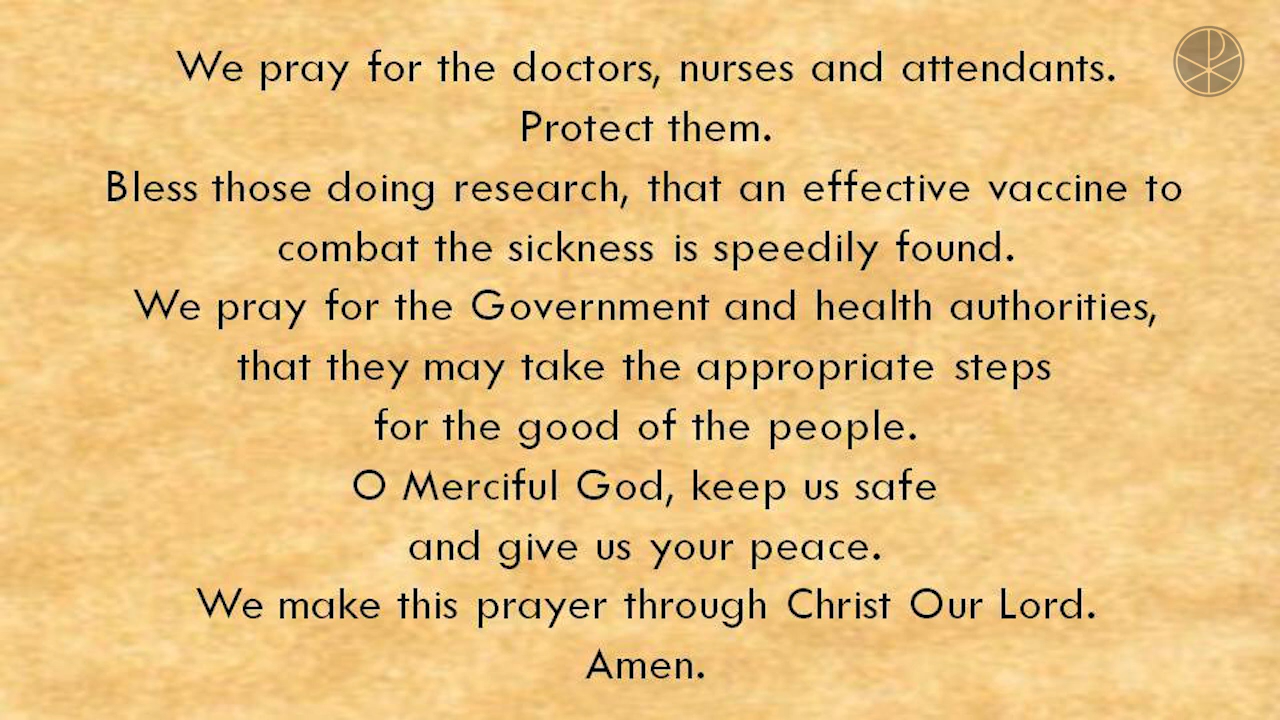 We pray for the doctors, nurses and attendants.
Protect them.
Bless those doing research, that an effective vaccine to
combat the sickness is speedily found.
We pray for the Government and health authorities,
that they may take the appropriate steps
for the good of the people.
O Merciful God, keep us safe
and give us your peace.
We make this prayer through Christ Our Lord.
Amen.